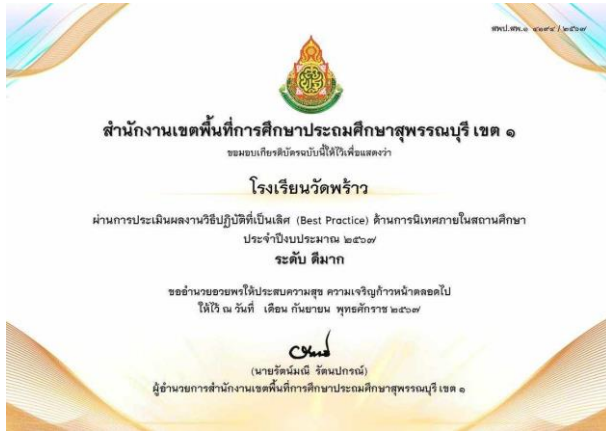 สพป.สพ.๑ ๔๑๙๔ / ๒๕๖๗
สำนักงานเขตพื้นที่การศึกษาประถมศึกษาสุพรรณบุรี เขต ๑
ขอมอบเกียรติบัตรฉบับนี้ให้ไว้เพื่อแสดงว่า
โรงเรียนวัดพร้าว
ผ่านการประเมินผลงานวิธีปฏิบัติที่เป็นเลิศ (Best Practice) ด้านการนิเทศภายในสถานศึกษา
ประจำปีงบประมาณ ๒๕๖๗
ระดับ ดีมาก
ขออำนวยอวยพรให้ประสบความสุข ความเจริญก้าวหน้าตลอดไป
ให้ไว้ ณ วันที่ เดือน กันยายน พุทธศักราช ๒๕๖๗
(นายรัตน์มณี รัตนปกรณ์)
ผู้อำนวยการสำนักงานเขตพื้นที่การศึกษาประถมศึกษาสุพรรณบุรี เขต ๑